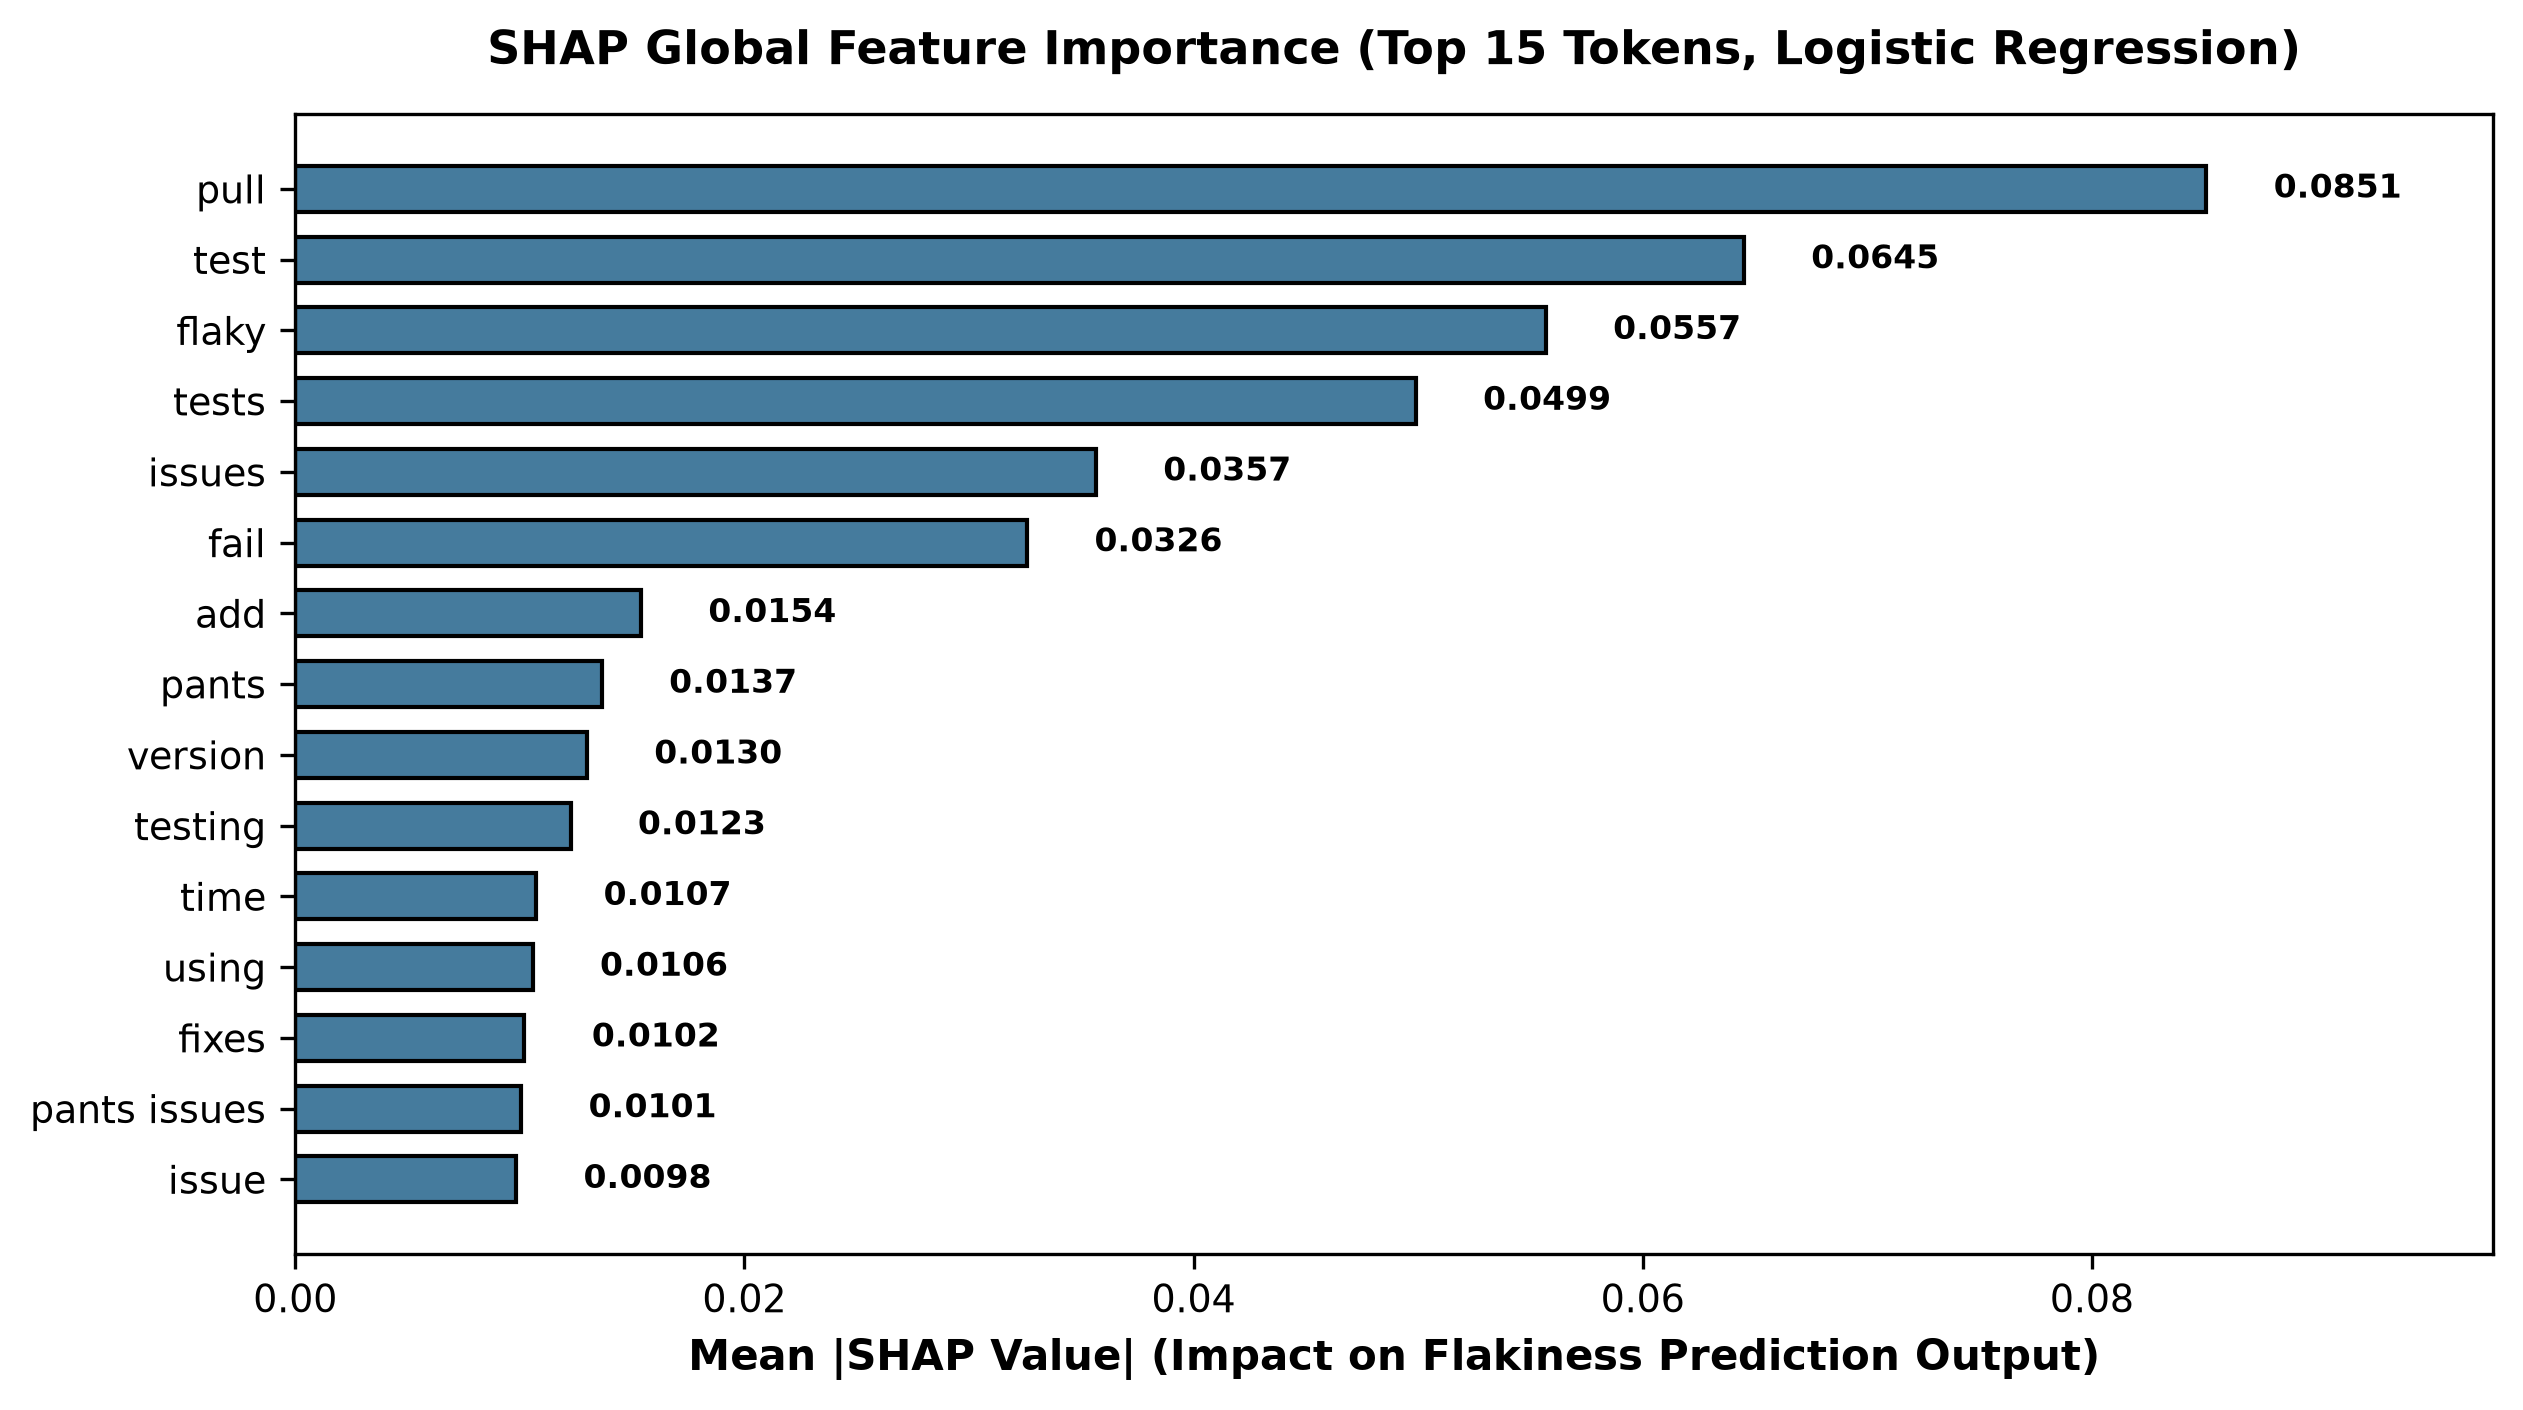 SHAP Global Feature Importance (Top 15 Tokens, Logistic Regression)
pull 0.0851
test 0.0645
flaky 0.0557
tests 0.0499
issues 0.0357
fail 0.0326
add 0.0154
pants 0.0137
version 0.0130
testing 0.0123
time 0.0107
using 0.0106
fixes 0.0102
pants issues 0.0101
issue 0.0098
0.00 0.02 0.04 0.06 0.08
Mean |SHAP Value| (Impact on Flakiness Prediction Output)